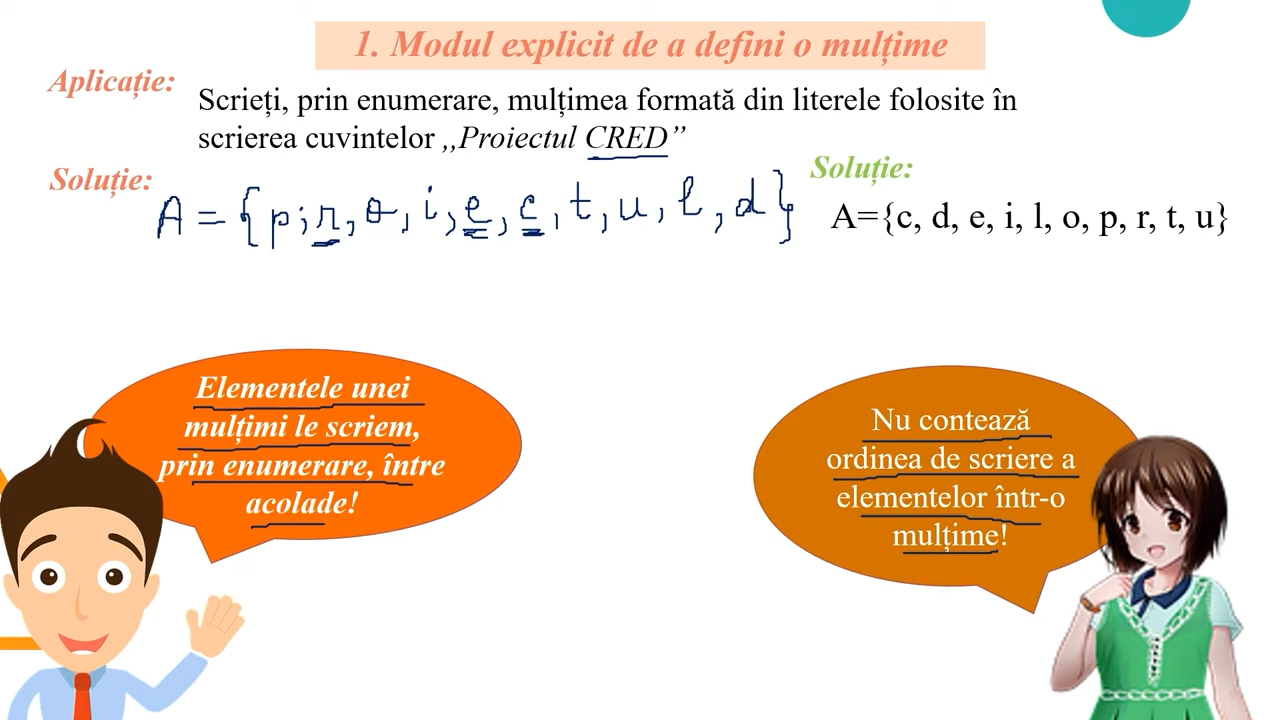 1. Modul explicit de a defini o mulțime
Aplicație:
Scrieți, prin enumerare, mulțimea formată din literele folosite în
scrierea cuvintelor ,,Proiectul CRED”
Soluție:
A = {p; r, o, i, e, c, t, u, l, d}
Soluție:
A={c, d, e, i, l, o, p, r, t, u}
Elementele unei
mulțimi le scriem,
prin enumerare, între
acolade!
Nu contează
ordinea de scriere a
elementelor într-o
mulțime!